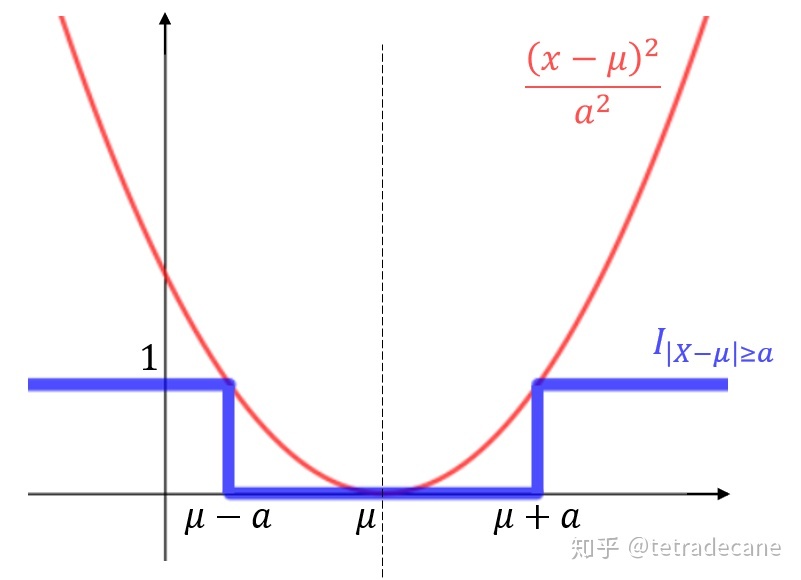 (x − μ)²
a²
1
I|X−μ|≥a
μ − a
μ
μ + a
知乎 @tetradecane